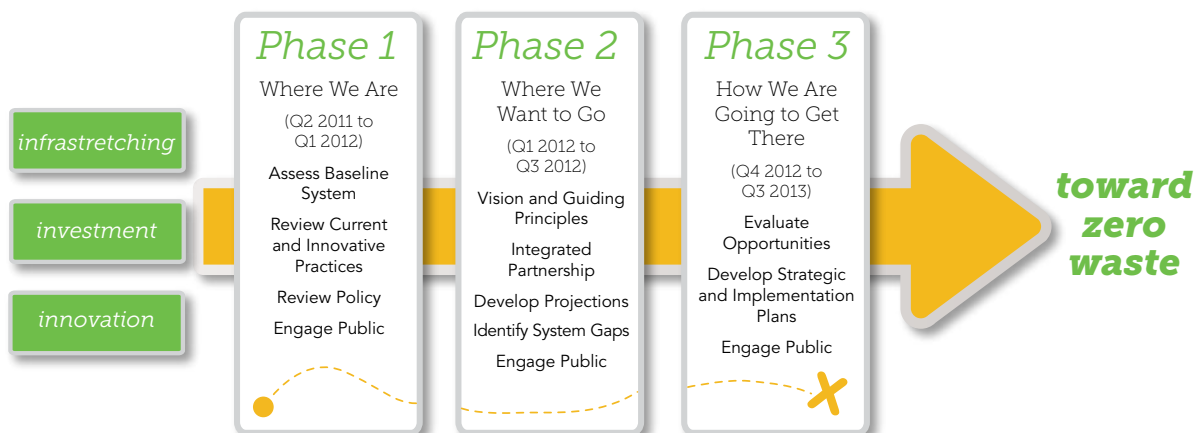 infrastretching
investment
innovation
Phase 1
Where We Are
(Q2 2011 to
Q1 2012)
Assess Baseline
System
Review Current
and Innovative
Practices
Review Policy
Engage Public
Phase 2
Where We
Want to Go
(Q1 2012 to
Q3 2012)
Vision and Guiding
Principles
Integrated
Partnership
Develop Projections
Identify System Gaps
Engage Public
Phase 3
How We Are
Going to Get
There
(Q4 2012 to
Q3 2013)
Evaluate
Opportunities
Develop Strategic
and Implementation
Plans
Engage Public
toward
zero
waste